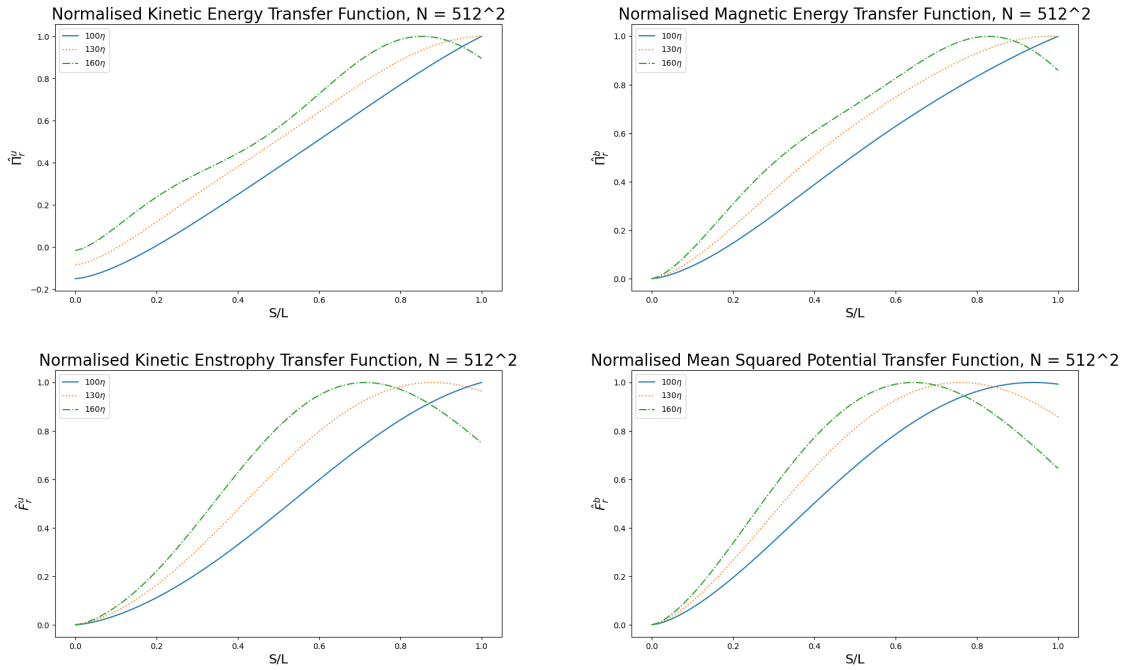 Normalised Kinetic Energy Transfer Function, N = 512^2
100η
130η
160η
1.0
0.8
0.6
0.4
0.2
0.0
−0.2
Π̂ᵣᵘ
0.0 0.2 0.4 0.6 0.8 1.0
S/L
Normalised Magnetic Energy Transfer Function, N = 512^2
100η
130η
160η
1.0
0.8
0.6
0.4
0.2
0.0
Π̂ᵣᵇ
0.0 0.2 0.4 0.6 0.8 1.0
S/L
Normalised Kinetic Enstrophy Transfer Function, N = 512^2
100η
130η
160η
1.0
0.8
0.6
0.4
0.2
0.0
F̂ᵣᵘ
0.0 0.2 0.4 0.6 0.8 1.0
S/L
Normalised Mean Squared Potential Transfer Function, N = 512^2
100η
130η
160η
1.0
0.8
0.6
0.4
0.2
0.0
F̂ᵣᵇ
0.0 0.2 0.4 0.6 0.8 1.0
S/L